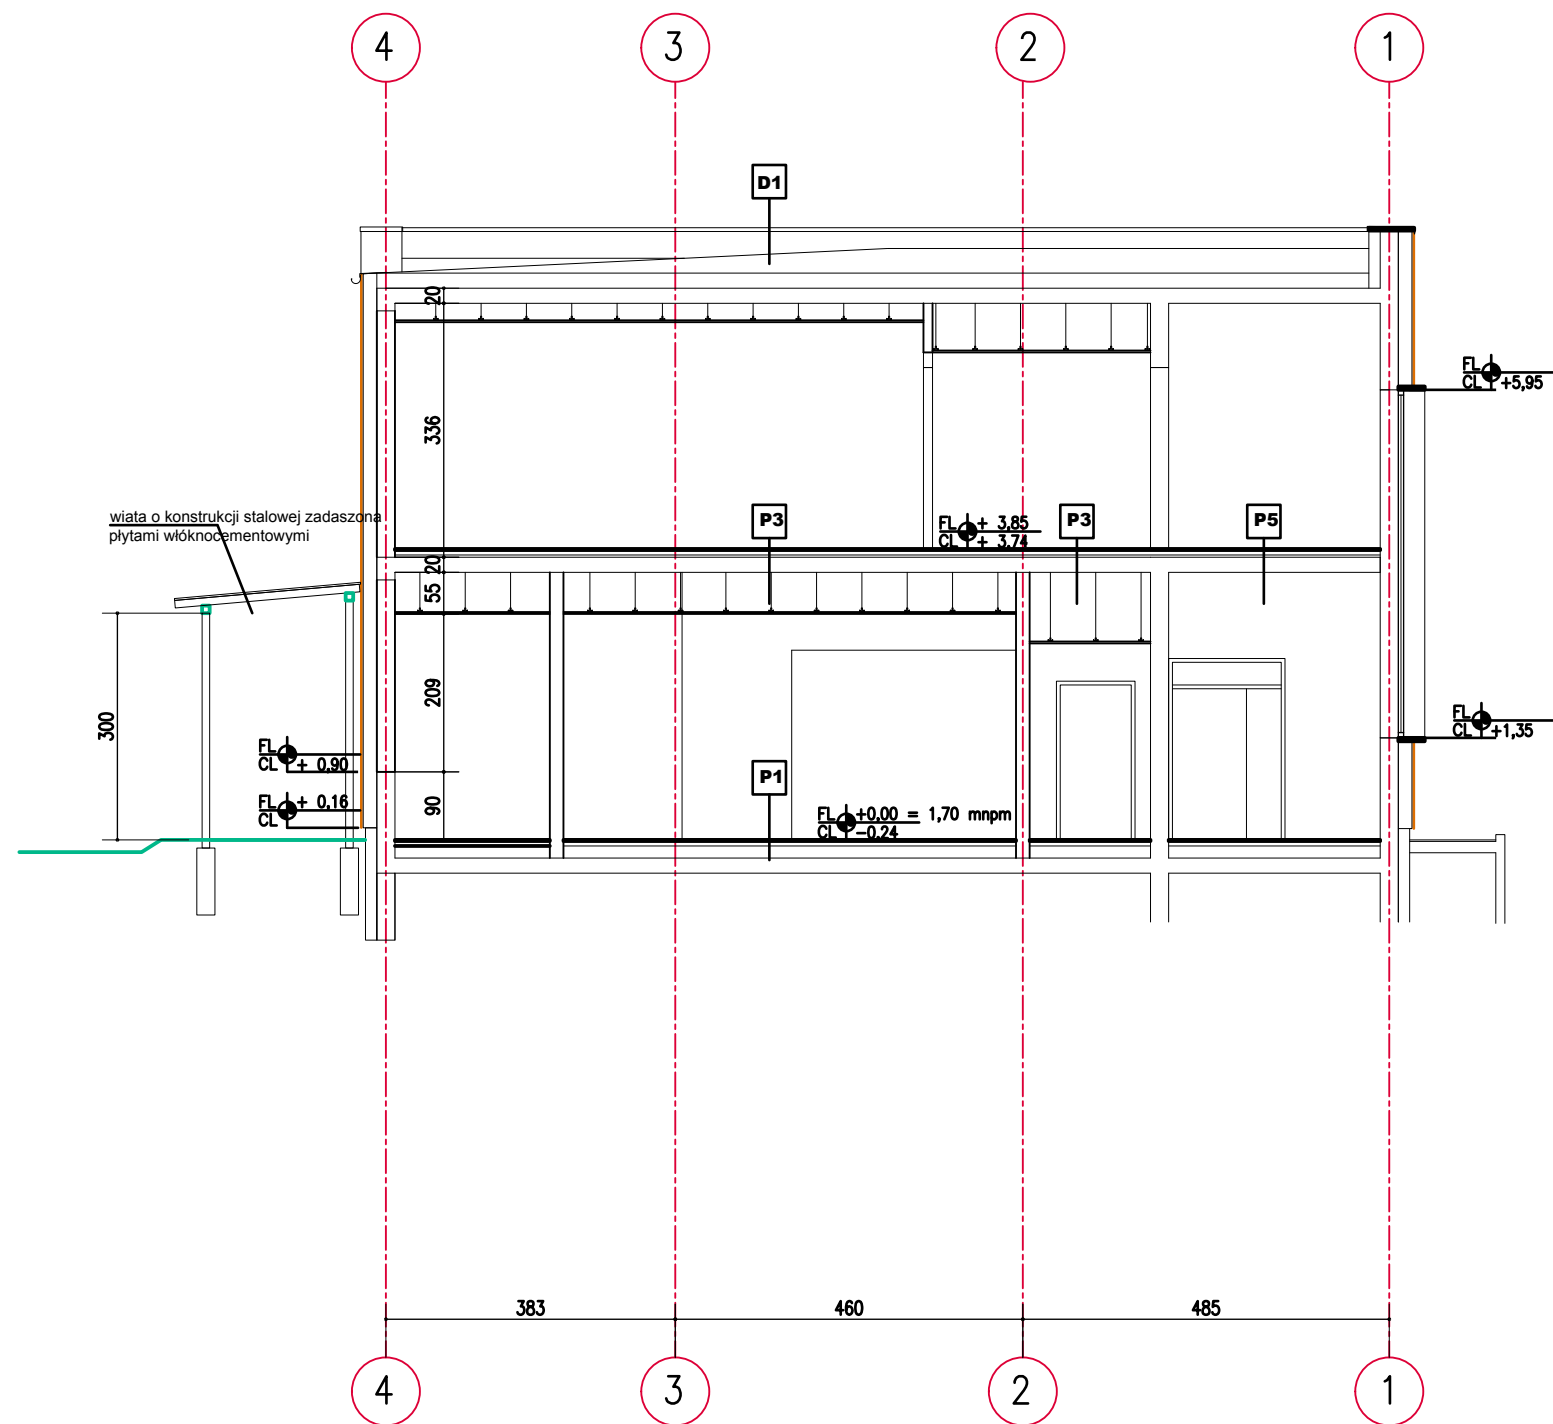 4 3 2 1
D1
20
FL
CL +5,95
336
wiata o konstrukcji stalowej zadaszona
płytami włóknocementowymi
P3
FL + 3,85
CL + 3,74
P3
P5
20
55
209
300
FL
CL +1,35
FL
CL + 0,90
P1
FL + 0,16
CL
90
FL +0,00 = 1,70 mnpm
CL -0,24
383 460 485
4 3 2 1